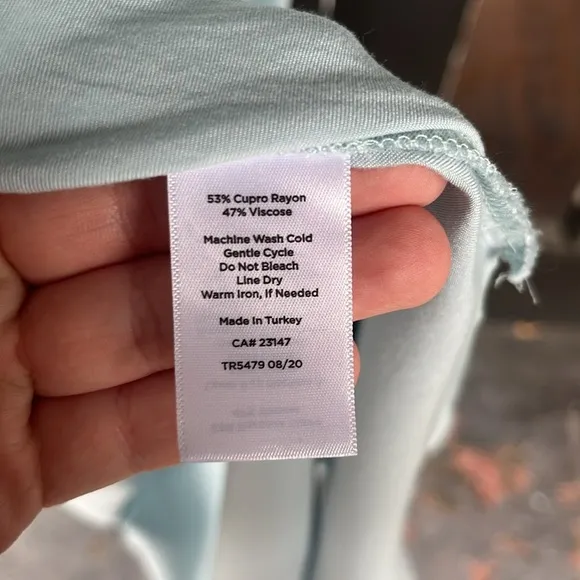 53% Cupro Rayon
47% Viscose
Machine Wash Cold
Gentle Cycle
Do Not Bleach
Line Dry
Warm Iron, If Needed
Made In Turkey
CA# 23147
TR5479 08/20